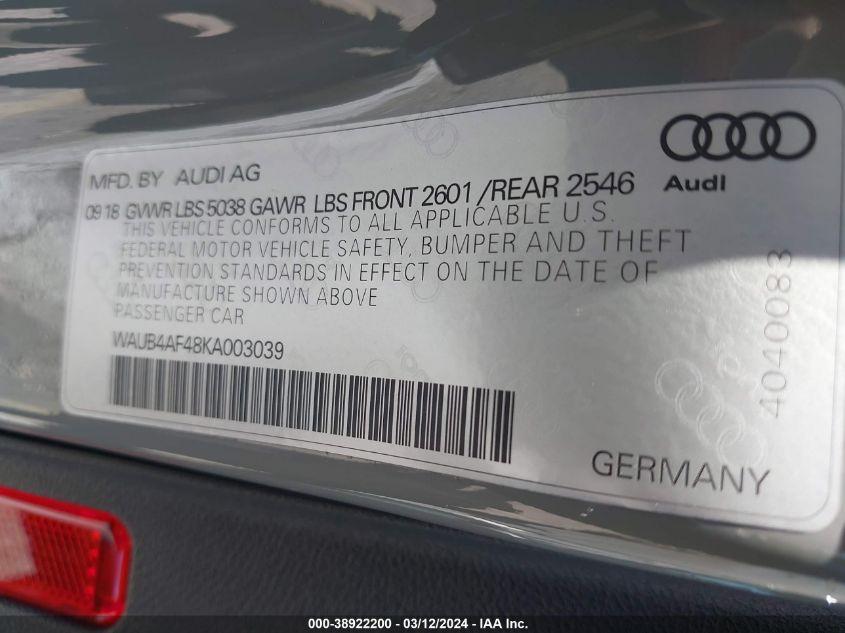 MFD. BY AUDI AG
Audi
09 18 GVWR LBS 5038 GAWR LBS FRONT 2601 /REAR 2546
THIS VEHICLE CONFORMS TO ALL APPLICABLE U.S.
FEDERAL MOTOR VEHICLE SAFETY, BUMPER AND THEFT
PREVENTION STANDARDS IN EFFECT ON THE DATE OF
MANUFACTURE SHOWN ABOVE
PASSENGER CAR
WAUB4AF48KA003039
4040083
GERMANY
000-38922200 - 03/12/2024 - IAA Inc.